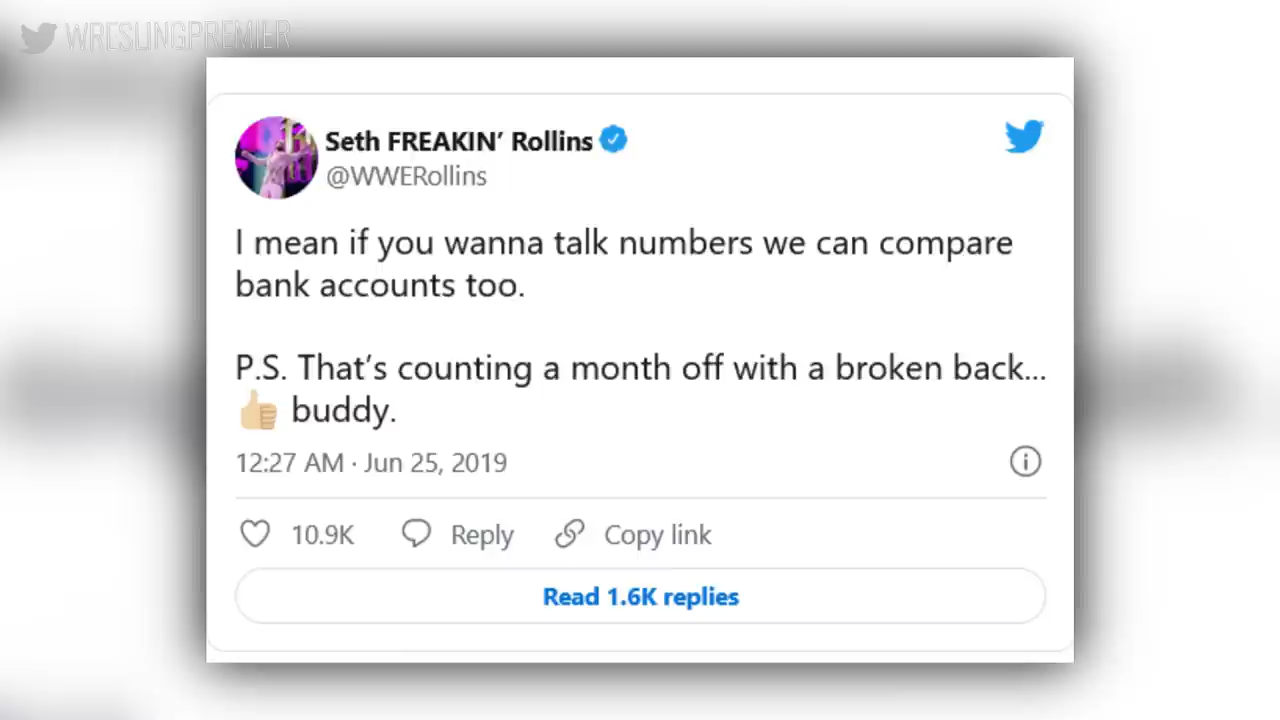 WRESLINGPREMIER
Seth FREAKIN’ Rollins
@WWERollins
I mean if you wanna talk numbers we can compare
bank accounts too.
P.S. That’s counting a month off with a broken back...
👍🏼 buddy.
12:27 AM · Jun 25, 2019
10.9K Reply Copy link
Read 1.6K replies